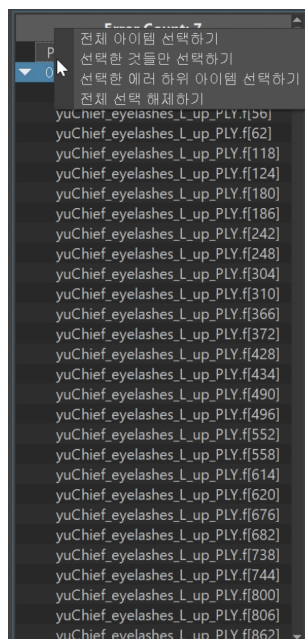 Error Count: 7
전체 아이템 선택하기
선택한 것들만 선택하기
선택한 에러 하위 아이템 선택하기
전체 선택 해제하기
P
0
yuChief_eyelashes_L_up_PLY.f[56]
yuChief_eyelashes_L_up_PLY.f[62]
yuChief_eyelashes_L_up_PLY.f[118]
yuChief_eyelashes_L_up_PLY.f[124]
yuChief_eyelashes_L_up_PLY.f[180]
yuChief_eyelashes_L_up_PLY.f[186]
yuChief_eyelashes_L_up_PLY.f[242]
yuChief_eyelashes_L_up_PLY.f[248]
yuChief_eyelashes_L_up_PLY.f[304]
yuChief_eyelashes_L_up_PLY.f[310]
yuChief_eyelashes_L_up_PLY.f[366]
yuChief_eyelashes_L_up_PLY.f[372]
yuChief_eyelashes_L_up_PLY.f[428]
yuChief_eyelashes_L_up_PLY.f[434]
yuChief_eyelashes_L_up_PLY.f[490]
yuChief_eyelashes_L_up_PLY.f[496]
yuChief_eyelashes_L_up_PLY.f[552]
yuChief_eyelashes_L_up_PLY.f[558]
yuChief_eyelashes_L_up_PLY.f[614]
yuChief_eyelashes_L_up_PLY.f[620]
yuChief_eyelashes_L_up_PLY.f[676]
yuChief_eyelashes_L_up_PLY.f[682]
yuChief_eyelashes_L_up_PLY.f[738]
yuChief_eyelashes_L_up_PLY.f[744]
yuChief_eyelashes_L_up_PLY.f[800]
yuChief_eyelashes_L_up_PLY.f[806]
yuChief_eyelashes_L_up_PLY.f[862]